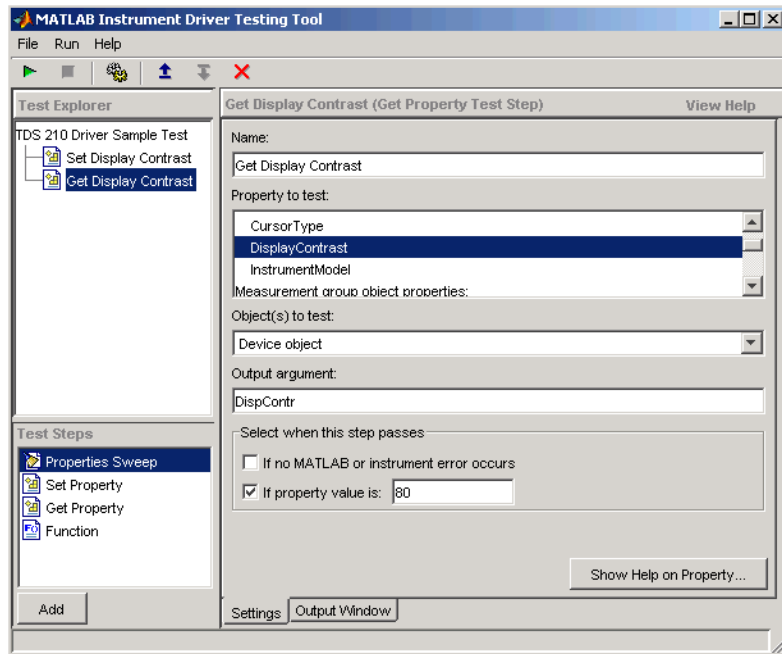 MATLAB Instrument Driver Testing Tool
File Run Help
Test Explorer
TDS 210 Driver Sample Test
Set Display Contrast
Get Display Contrast
Test Steps
Properties Sweep
Set Property
Get Property
Function
Add
Get Display Contrast (Get Property Test Step) View Help
Name:
Get Display Contrast
Property to test:
CursorType
DisplayContrast
InstrumentModel
Measurement group object properties:
Object(s) to test:
Device object
Output argument:
DispContr
Select when this step passes
If no MATLAB or instrument error occurs
If property value is: 80
Show Help on Property...
Settings Output Window